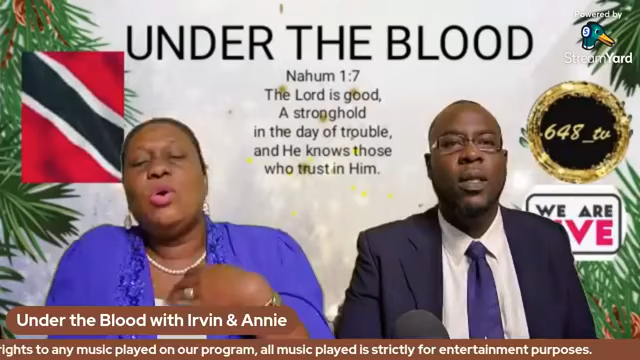 Powered by
StreamYard
UNDER THE BLOOD
Nahum 1:7
The Lord is good,
A stronghold
in the day of trouble,
and He knows those
who trust in Him.
648_tv
WE ARE
Under the Blood with Irvin & Annie
rights to any music played on our program, all music played is strictly for entertainment purposes.